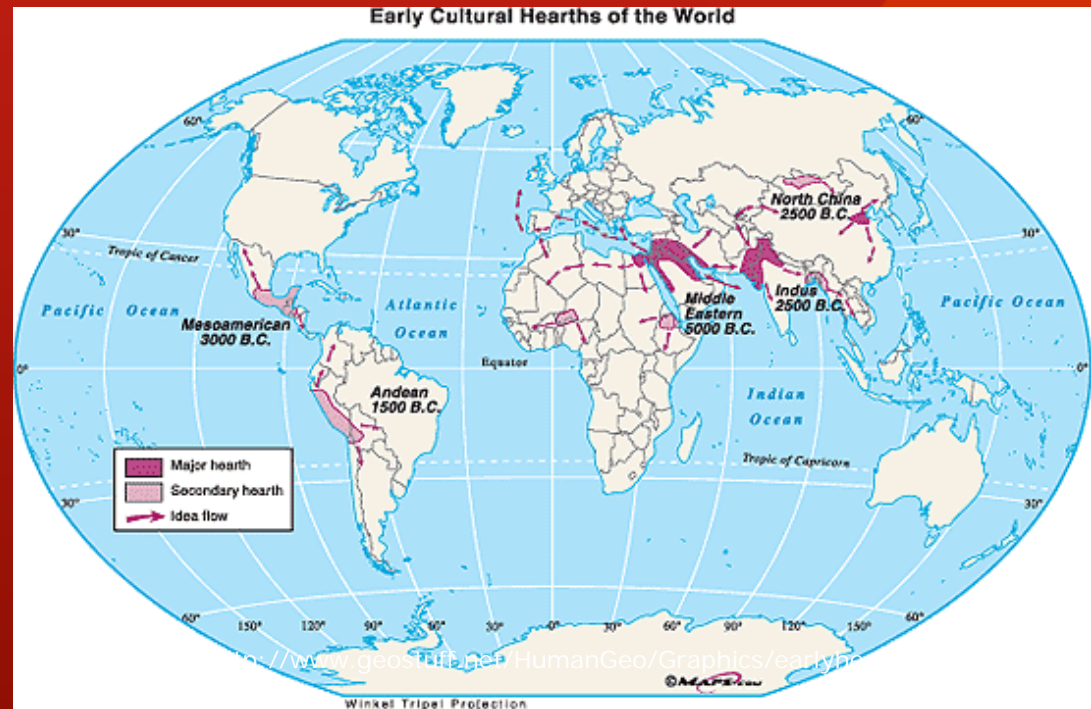 Early Cultural Hearths of the World
60°
60°
North China
2500 B.C.
30°
30°
Tropic of Cancer
Pacific Ocean
Atlantic
Ocean
Middle
Eastern
5000 B.C.
Indus
2500 B.C.
Pacific Ocean
Mesoamerican
3000 B.C.
0°
Equator
0°
Andean
1500 B.C.
Indian
Ocean
Tropic of Capricorn
Major hearth
Secondary hearth
Idea flow
30°
30°
60°
150°
120°
90°
60°
30°
0°
30°
60°
90°
120°
150°
60°
://www.geostuff.net/HumanGeo/Graphics/earlyhe
©MAPS.com
Winkel Tripel Projection